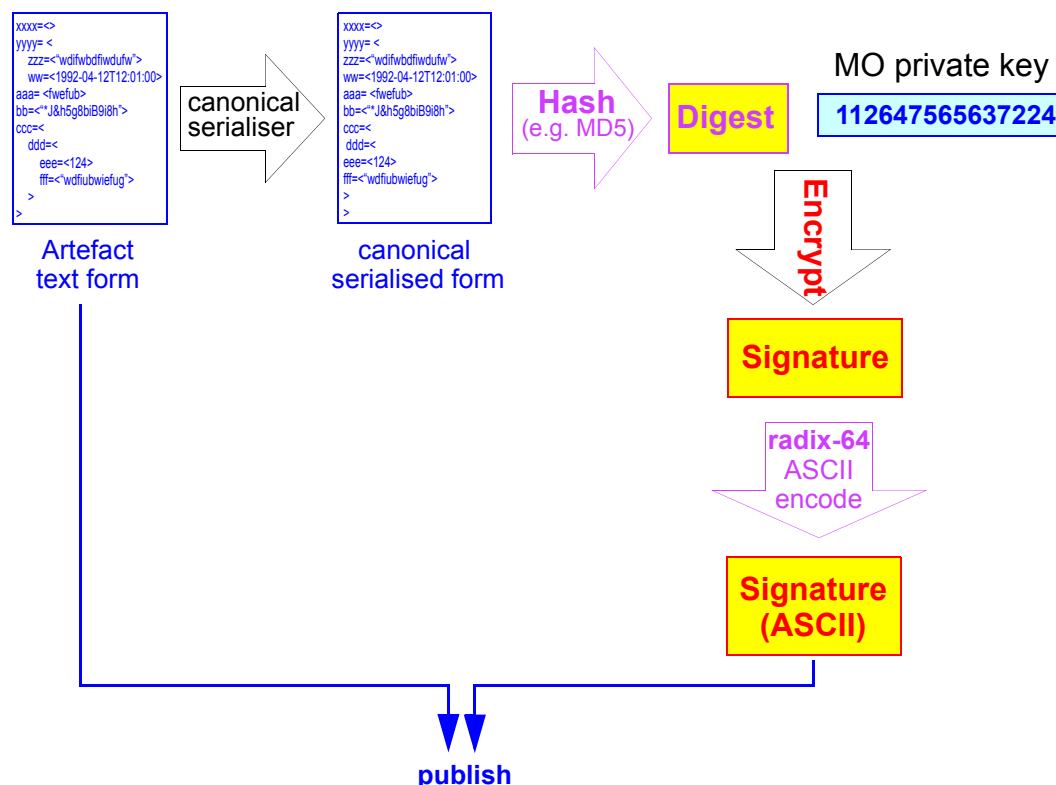 xxxx=<>
yyyy= <
zzz=<“wdifwbdfiwdufw”>
ww=<1992-04-12T12:01:00>
aaa= <fwefub>
bb=<“*J&h5g8biB9i8h”>
ccc=<
ddd=<
eee=<124>
fff=<“wdfiubwiefug”>
>
>
Artefact
text form
canonical
serialiser
xxxx=<>
yyyy= <
zzz=<“wdifwbdfiwdufw”>
ww=<1992-04-12T12:01:00>
aaa= <fwefub>
bb=<“*J&h5g8biB9i8h”>
ccc=<
ddd=<
eee=<124>
fff=<“wdfiubwiefug”>
>
>
canonical
serialised form
Hash
(e.g. MD5)
Digest
MO private key
112647565637224
Encrypt
Signature
radix-64
ASCII
encode
Signature
(ASCII)
publish